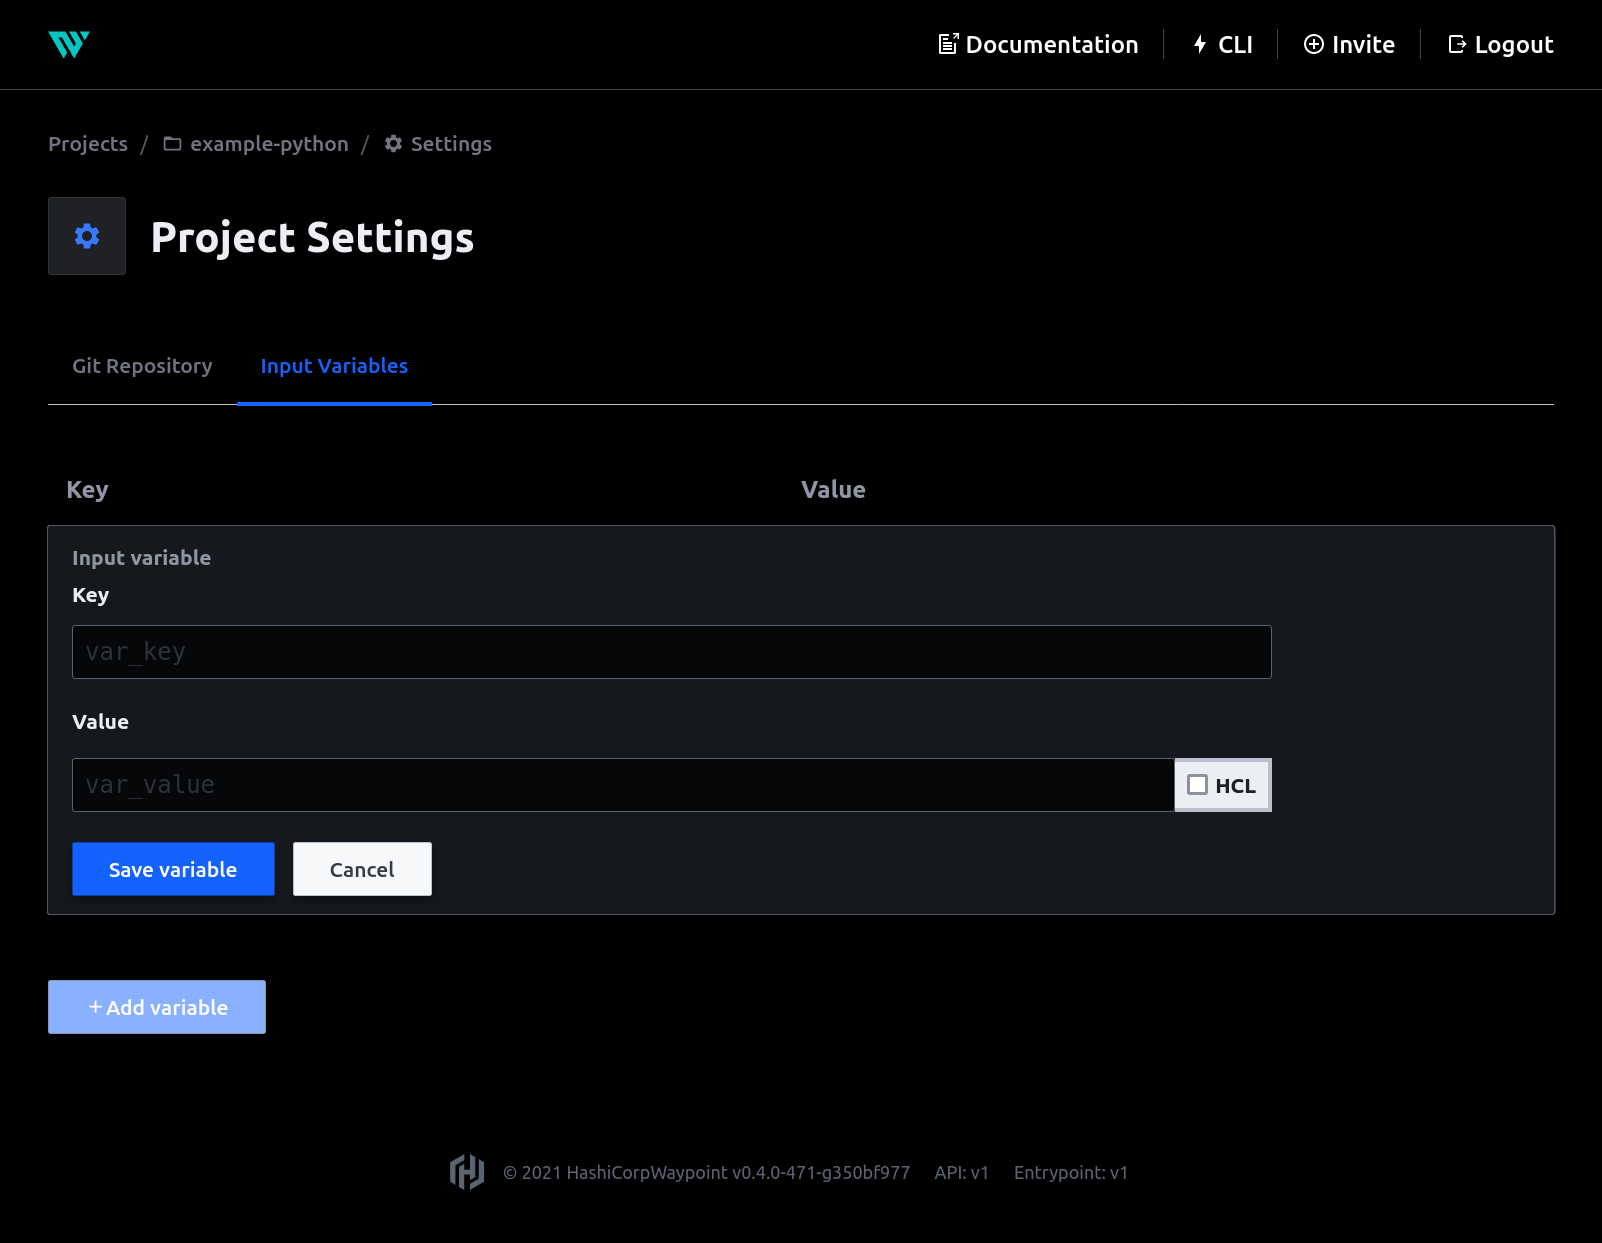 Documentation CLI Invite Logout
Projects / example-python / Settings
Project Settings
Git Repository Input Variables
Key Value
Input variable
Key
var_key
Value
var_value HCL
Save variable Cancel
+ Add variable
© 2021 HashiCorpWaypoint v0.4.0-471-g350bf977 API: v1 Entrypoint: v1